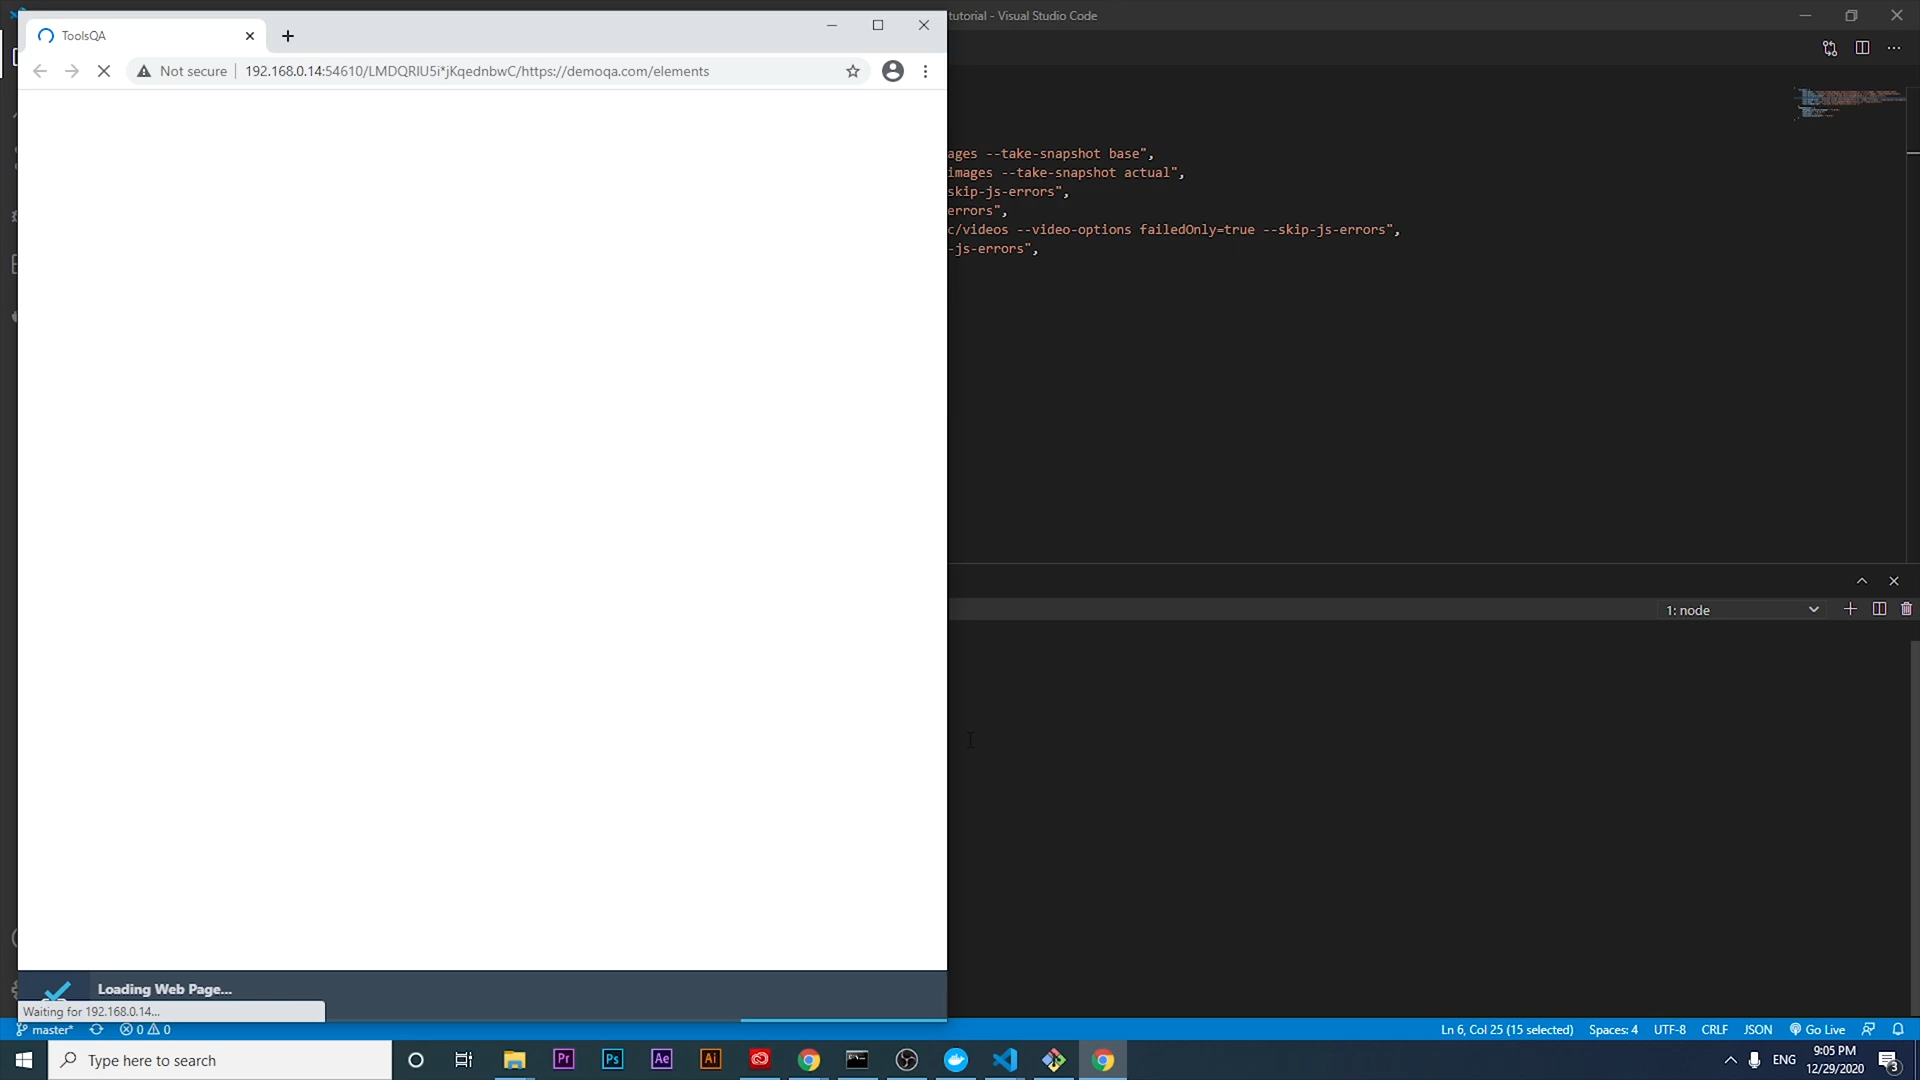 tutorial - Visual Studio Code
ToolsQA
Not secure
192.168.0.14:54610/LMDQRIU5i*jKqednbwC/https://demoqa.com/elements
ages --take-snapshot base",
images --take-snapshot actual",
skip-js-errors",
errors",
c/videos --video-options failedOnly=true --skip-js-errors",
-js-errors",
1: node
Loading Web Page...
Waiting for 192.168.0.14...
master*
0
0
Ln 6, Col 25 (15 selected)
Spaces: 4
UTF-8
CRLF
JSON
Go Live
Type here to search
Pr
Ps
Ae
Ai
ENG
9:05 PM
12/29/2020
3